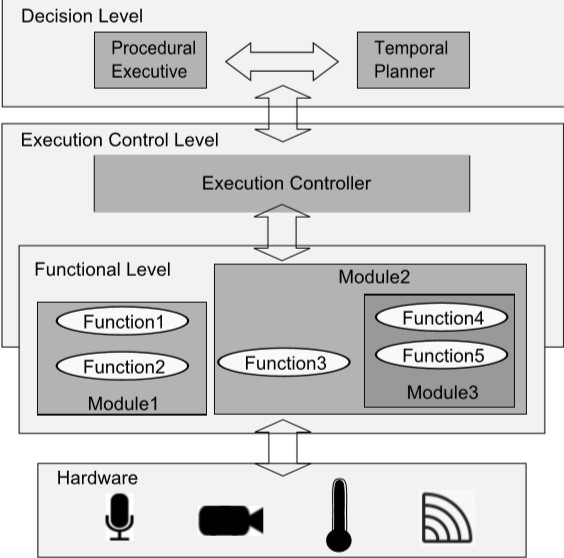 Decision Level
Procedural
Executive
Temporal
Planner
Execution Control Level
Execution Controller
Functional Level
Module2
Function1
Function2
Module1
Function3
Function4
Function5
Module3
Hardware